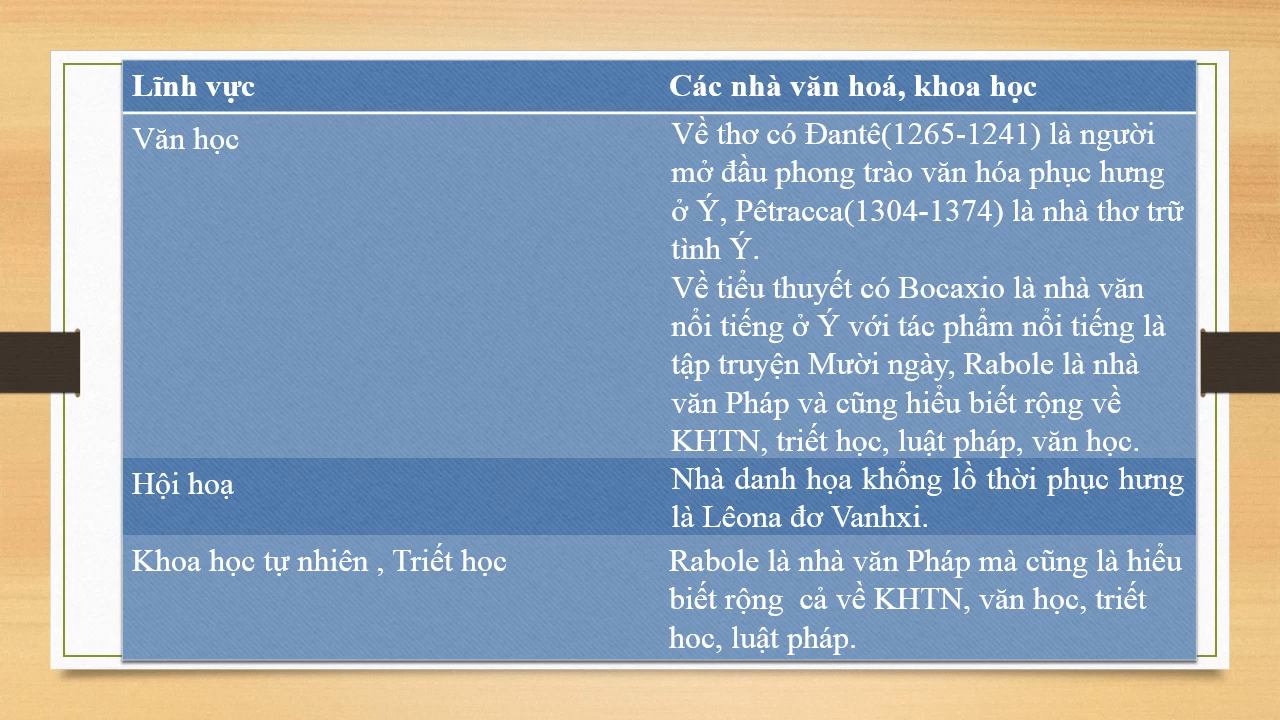 Lĩnh vực
Các nhà văn hoá, khoa học
Văn học
Về thơ có Đantê(1265-1241) là người
mở đầu phong trào văn hóa phục hưng
ở Ý, Pêtracca(1304-1374) là nhà thơ trữ
tình Ý.
Về tiểu thuyết có Bocaxio là nhà văn
nổi tiếng ở Ý với tác phẩm nổi tiếng là
tập truyện Mười ngày, Rabole là nhà
văn Pháp và cũng hiểu biết rộng về
KHTN, triết học, luật pháp, văn học.
Hội hoạ
Nhà danh họa khổng lồ thời phục hưng
là Lêona đơ Vanhxi.
Khoa học tự nhiên , Triết học
Rabole là nhà văn Pháp mà cũng là hiểu
biết rộng  cả về KHTN, văn học, triết
hoc, luật pháp.